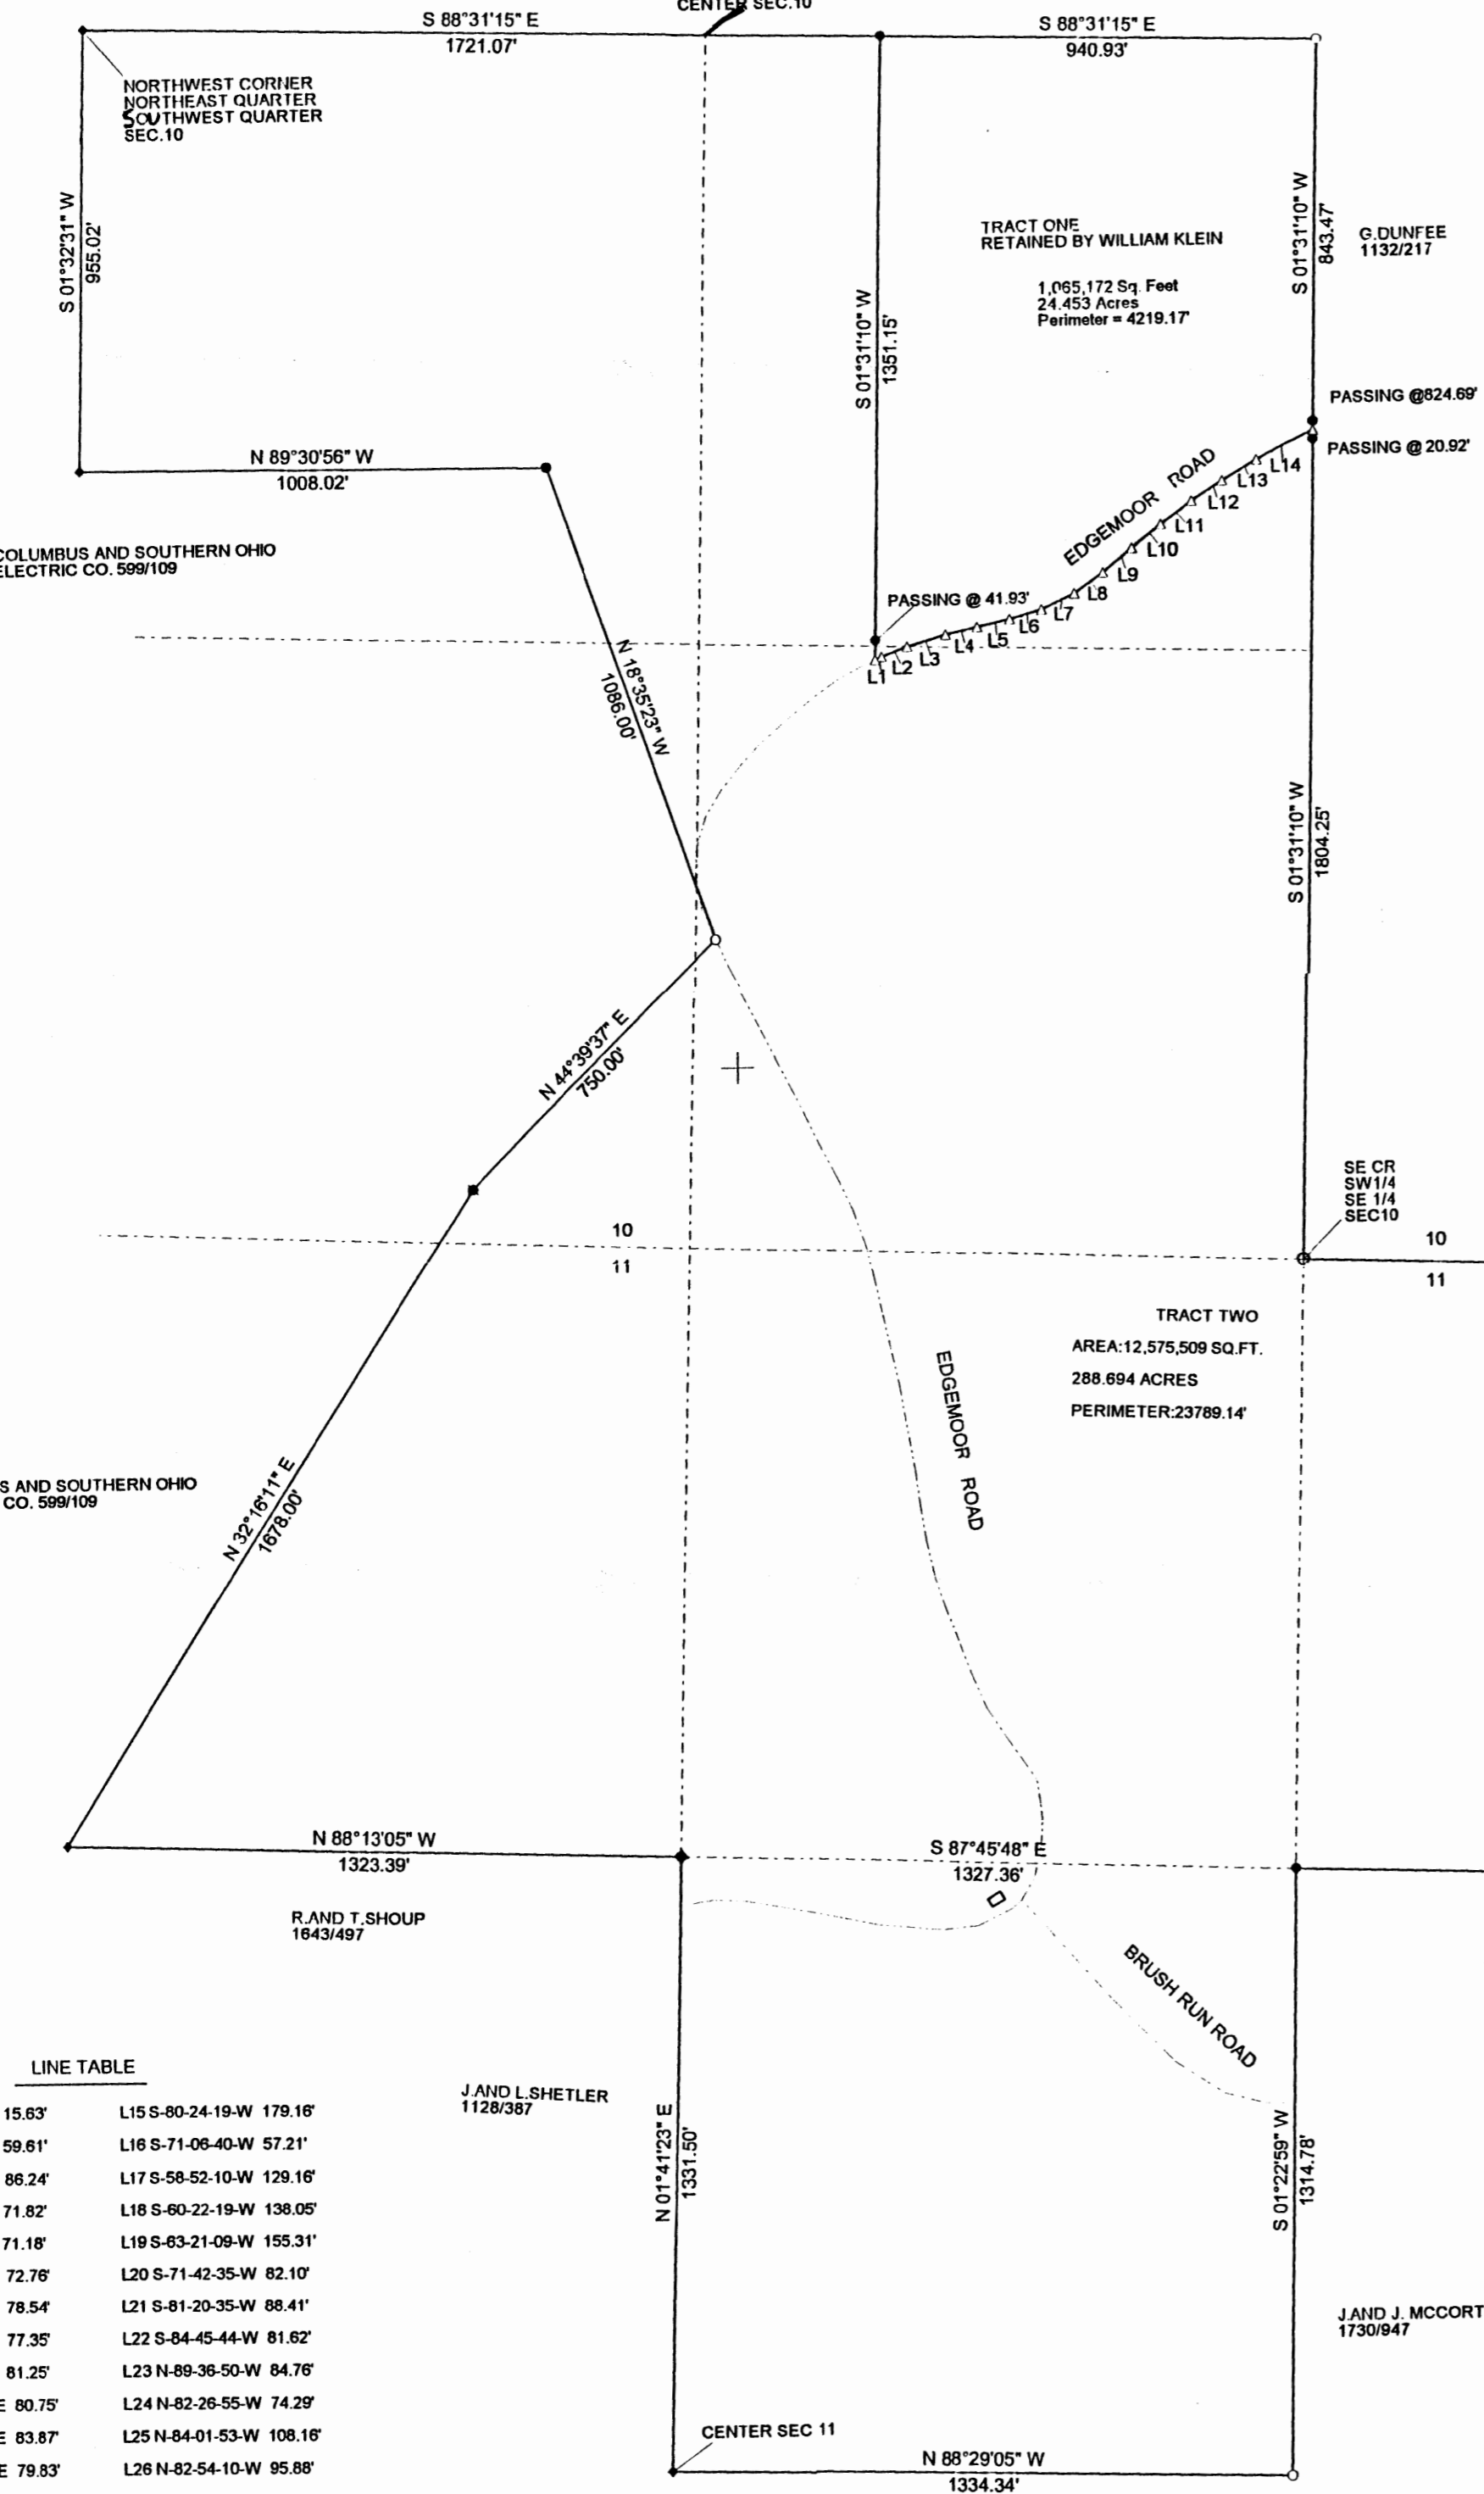 CENTER SEC.10
S 88°31'15" E
1721.07'
S 88°31'15" E
940.93'
NORTHWEST CORNER
NORTHEAST QUARTER
SOUTHWEST QUARTER
SEC.10
S 01°32'31" W
955.02'
TRACT ONE
RETAINED BY WILLIAM KLEIN
1,065,172 Sq. Feet
24.453 Acres
Perimeter = 4219.17'
S 01°31'10" W
843.47'
G.DUNFEE
1132/217
S 01°31'10" W
1351.15'
PASSING @824.69'
PASSING @ 20.92'
N 89°30'56" W
1008.02'
EDGEMOOR ROAD
L14
L13
L12
L11
L10
L9
L8
L7
L6
L5
L4
L3
L2
L1
COLUMBUS AND SOUTHERN OHIO
ELECTRIC CO. 599/109
PASSING @ 41.93'
N 18°35'23" W
1086.00'
S 01°31'10" W
1804.25'
N 44°39'37" E
750.00'
SE CR
SW1/4
SE 1/4
SEC10
10
11
10
11
TRACT TWO
AREA:12,575,509 SQ.FT.
288.694 ACRES
PERIMETER:23789.14'
EDGEMOOR ROAD
S AND SOUTHERN OHIO
CO. 599/109
N 32°16'11" E
1678.00'
N 88°13'05" W
1323.39'
S 87°45'48" E
1327.36'
R.AND T.SHOUP
1643/497
BRUSH RUN ROAD
J.AND L.SHETLER
1128/387
N 01°41'23" E
1331.50'
S 01°22'59" W
1314.78'
LINE TABLE
15.63' L15 S-80-24-19-W 179.16'
59.61' L16 S-71-06-40-W 57.21'
86.24' L17 S-58-52-10-W 129.16'
71.82' L18 S-60-22-19-W 138.05'
71.18' L19 S-63-21-09-W 155.31'
72.76' L20 S-71-42-35-W 82.10'
78.54' L21 S-81-20-35-W 88.41'
77.35' L22 S-84-45-44-W 81.62'
81.25' L23 N-89-36-50-W 84.76'
E 80.75' L24 N-82-26-55-W 74.29'
E 83.87' L25 N-84-01-53-W 108.16'
E 79.83' L26 N-82-54-10-W 95.88'
J.AND J. MCCORT
1730/947
CENTER SEC 11
N 88°29'05" W
1334.34'